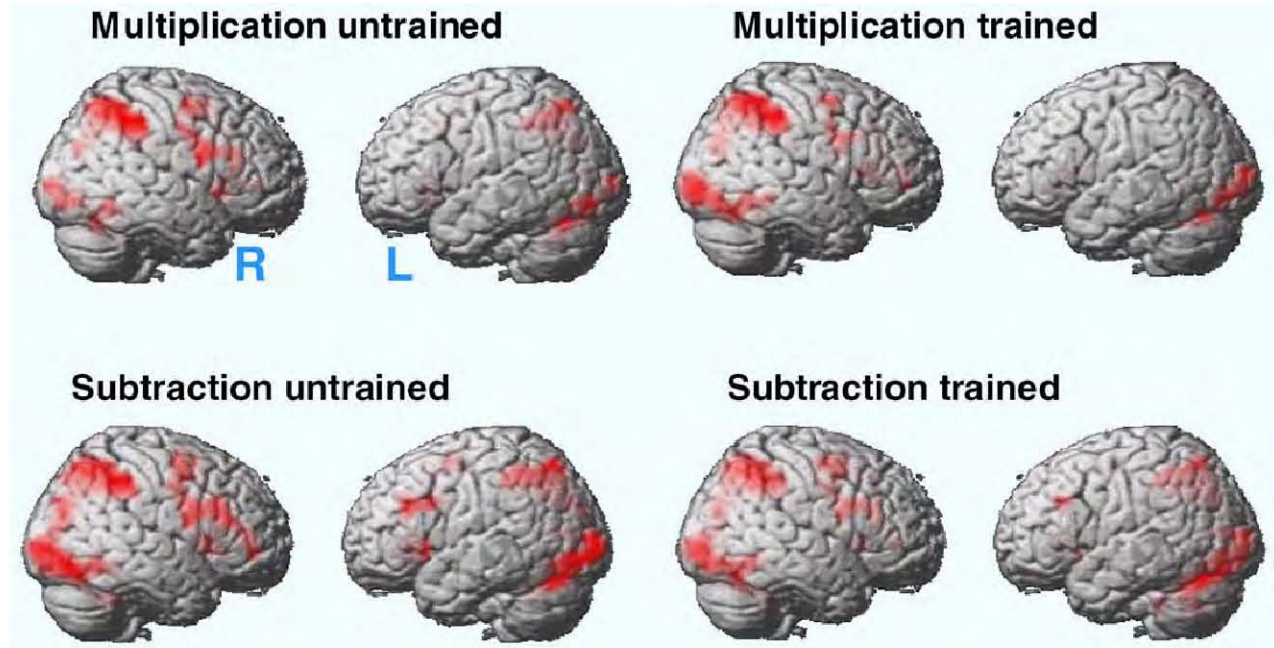 Multiplication untrained
Multiplication trained
R
L
Subtraction untrained
Subtraction trained